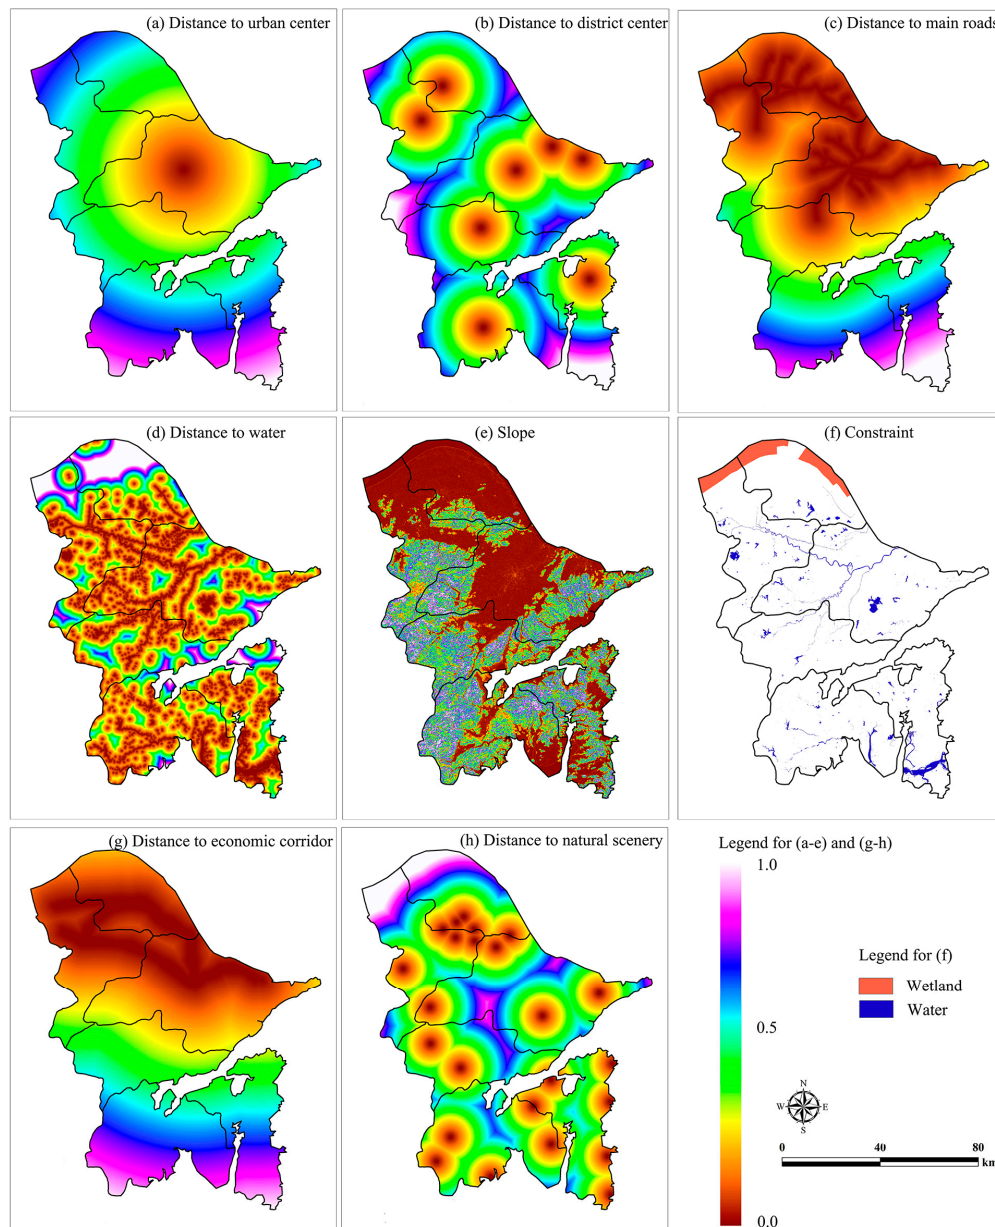 (a) Distance to urban center
(b) Distance to district center
(c) Distance to main roads
(d) Distance to water
(e) Slope
(f) Constraint
(g) Distance to economic corridor
(h) Distance to natural scenery
Legend for (a-e) and (g-h)
1.0
0.5
0.0
Legend for (f)
Wetland
Water
N
W E
S
0 40 80
km